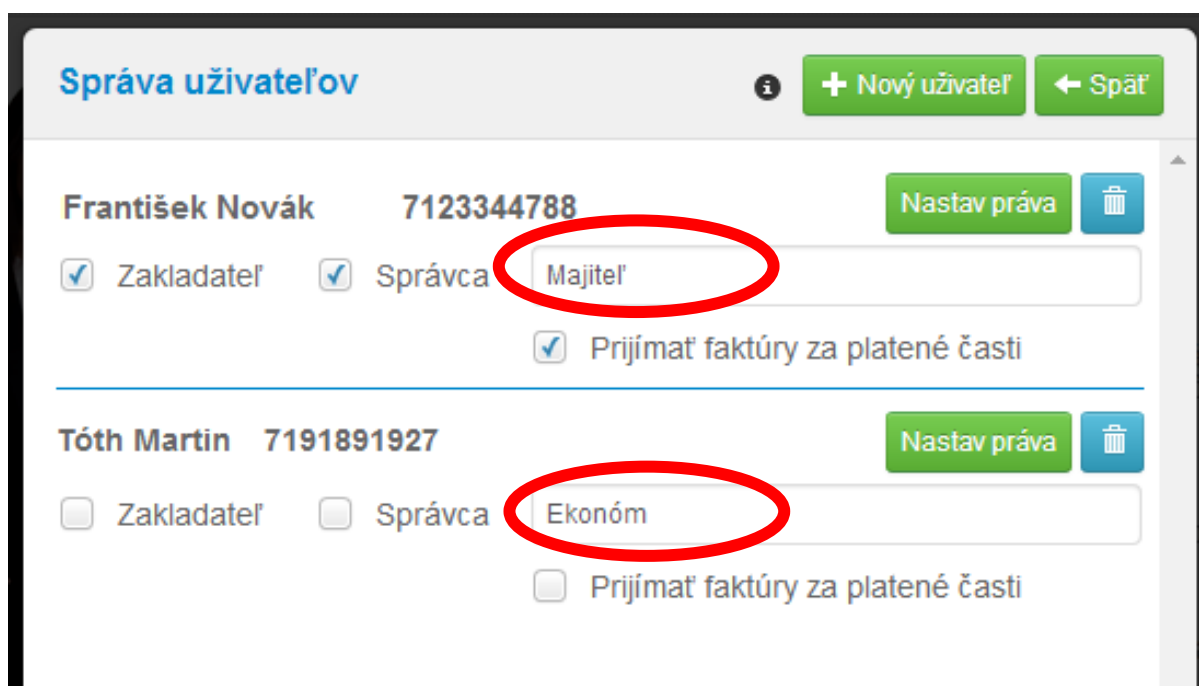 Správa uživateľov
Nový uživateľ
Späť
František Novák 7123344788
Nastav práva
Zakladateľ Správca Majiteľ
Prijímať faktúry za platené časti
Tóth Martin 7191891927
Nastav práva
Zakladateľ Správca Ekonóm
Prijímať faktúry za platené časti